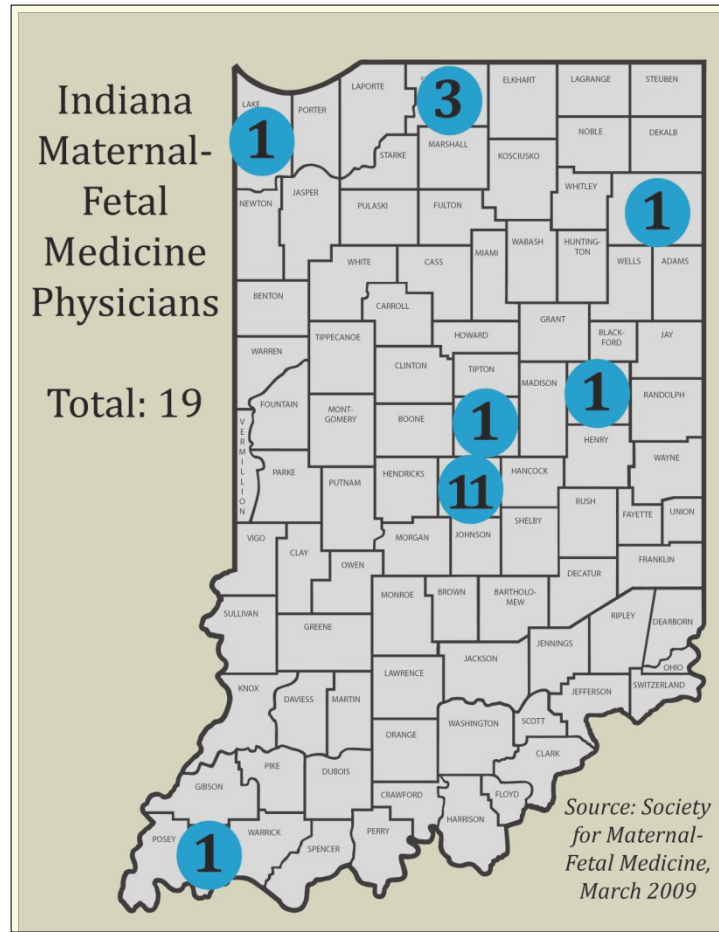 Indiana
Maternal-
Fetal
Medicine
Physicians
Total: 19
LAKE
PORTER
LAPORTE
ELKHART
LAGRANGE
STEUBEN
3
1
NOBLE
DEKALB
STARKE
MARSHALL
KOSCIUSKO
WHITLEY
1
NEWTON
JASPER
PULASKI
FULTON
MIAMI
WABASH
HUNTING-
TON
WELLS
ADAMS
WHITE
CASS
BENTON
CARROLL
GRANT
BLACK-
FORD
JAY
TIPPECANOE
HOWARD
WARREN
CLINTON
TIPTON
MADISON
1
RANDOLPH
FOUNTAIN
MONT-
GOMERY
BOONE
1
HENRY
VERMILLION
WAYNE
PARKE
PUTNAM
HENDRICKS
11
HANCOCK
RUSH
FAYETTE
UNION
VIGO
CLAY
MORGAN
JOHNSON
SHELBY
OWEN
FRANKLIN
DECATUR
MONROE
BROWN
BARTHOLO-
MEW
SULLIVAN
GREENE
RIPLEY
DEARBORN
JENNINGS
JACKSON
OHIO
LAWRENCE
SWITZERLAND
KNOX
DAVIESS
MARTIN
JEFFERSON
WASHINGTON
SCOTT
ORANGE
CLARK
PIKE
DUBOIS
GIBSON
CRAWFORD
FLOYD
HARRISON
POSEY
1
WARRICK
SPENCER
PERRY
Source: Society
for Maternal-
Fetal Medicine,
March 2009